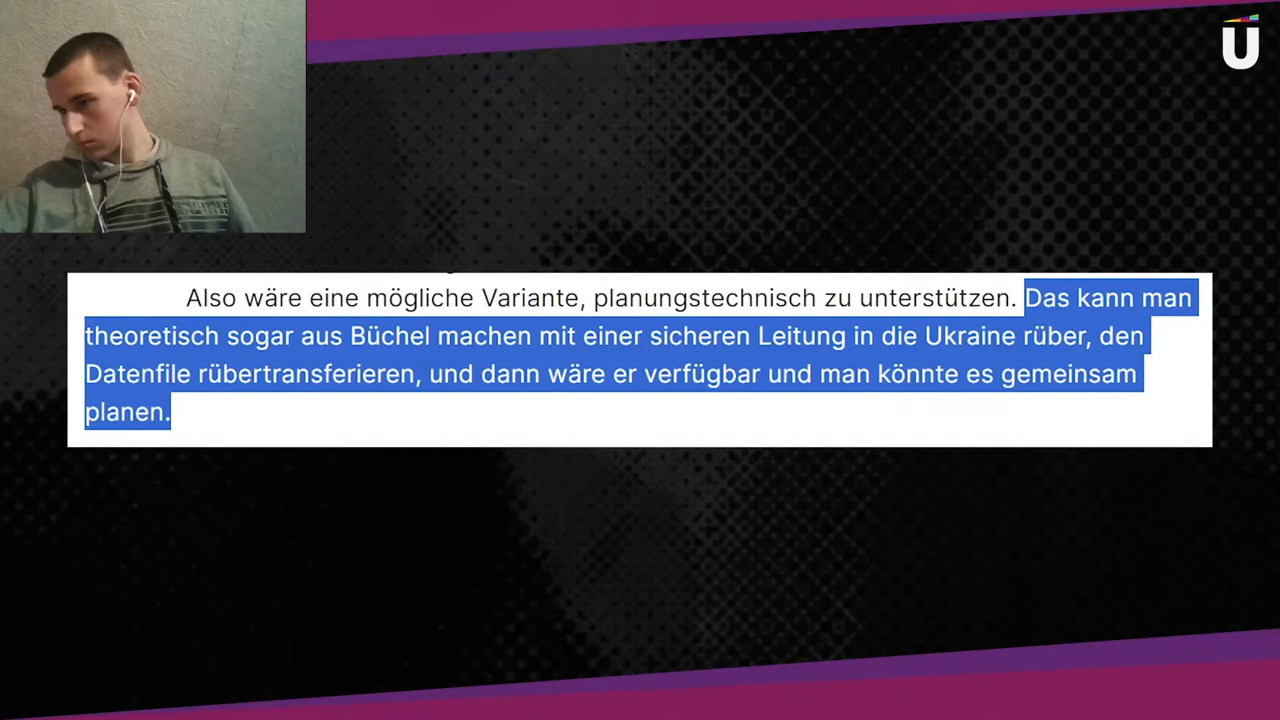 Ü
Also wäre eine mögliche Variante, planungstechnisch zu unterstützen. Das kann man
theoretisch sogar aus Büchel machen mit einer sicheren Leitung in die Ukraine rüber, den
Datenfile rübertransferieren, und dann wäre er verfügbar und man könnte es gemeinsam
planen.